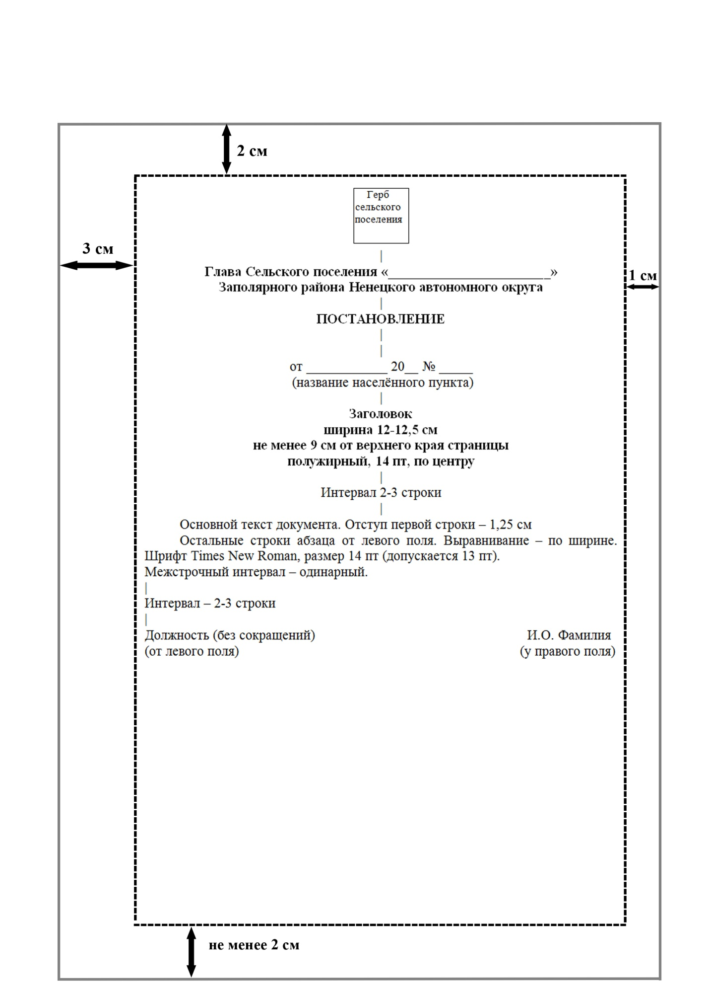 2 см
Герб
сельского
поселения
3 см
|
Глава Сельского поселения «________________________»
1 см
Заполярного района Ненецкого автономного округа
|
ПОСТАНОВЛЕНИЕ
|
|
от ____________ 20__ № _____
(название населённого пункта)
|
Заголовок
ширина 12-12,5 см
не менее 9 см от верхнего края страницы
полужирный, 14 пт, по центру
|
Интервал 2-3 строки
|
Основной текст документа. Отступ первой строки – 1,25 см
Остальные строки абзаца от левого поля. Выравнивание – по ширине.
Шрифт Times New Roman, размер 14 пт (допускается 13 пт).
Межстрочный интервал – одинарный.
|
Интервал – 2-3 строки
|
Должность (без сокращений) И.О. Фамилия
(от левого поля) (у правого поля)
не менее 2 см